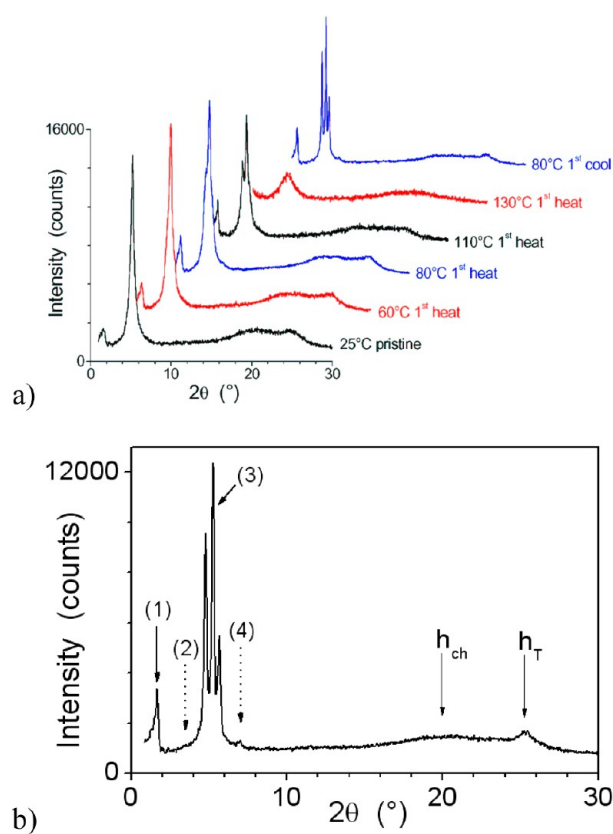 16000
Intensity (counts)
0
0 10 20 30
2θ (°)
80°C 1st cool
130°C 1st heat
110°C 1st heat
80°C 1st heat
60°C 1st heat
25°C pristine
a)
12000
Intensity (counts)
0
(1)
(2)
(3)
(4)
h_ch
h_T
0 10 20 30
2θ (°)
b)